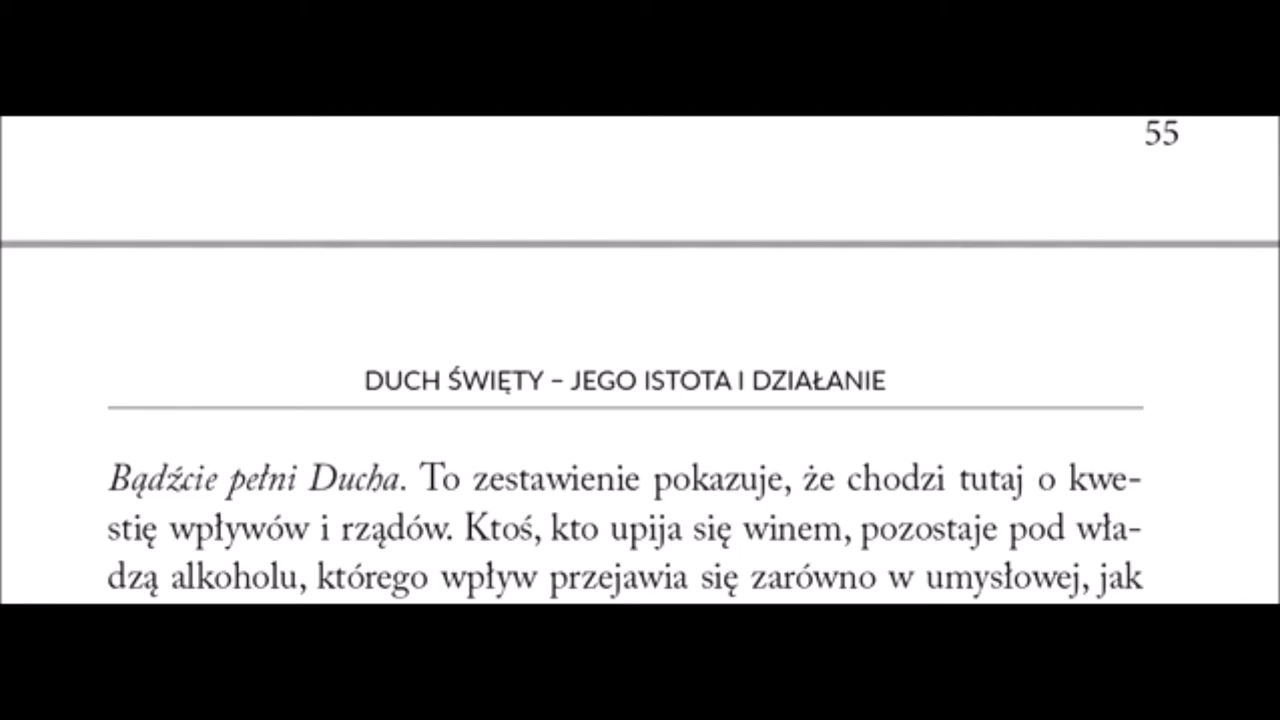 55
DUCH ŚWIĘTY – JEGO ISTOTA I DZIAŁANIE
Bądźcie pełni Ducha. To zestawienie pokazuje, że chodzi tutaj o kwe-
stię wpływów i rządów. Ktoś, kto upija się winem, pozostaje pod wła-
dzą alkoholu, którego wpływ przejawia się zarówno w umysłowej, jak